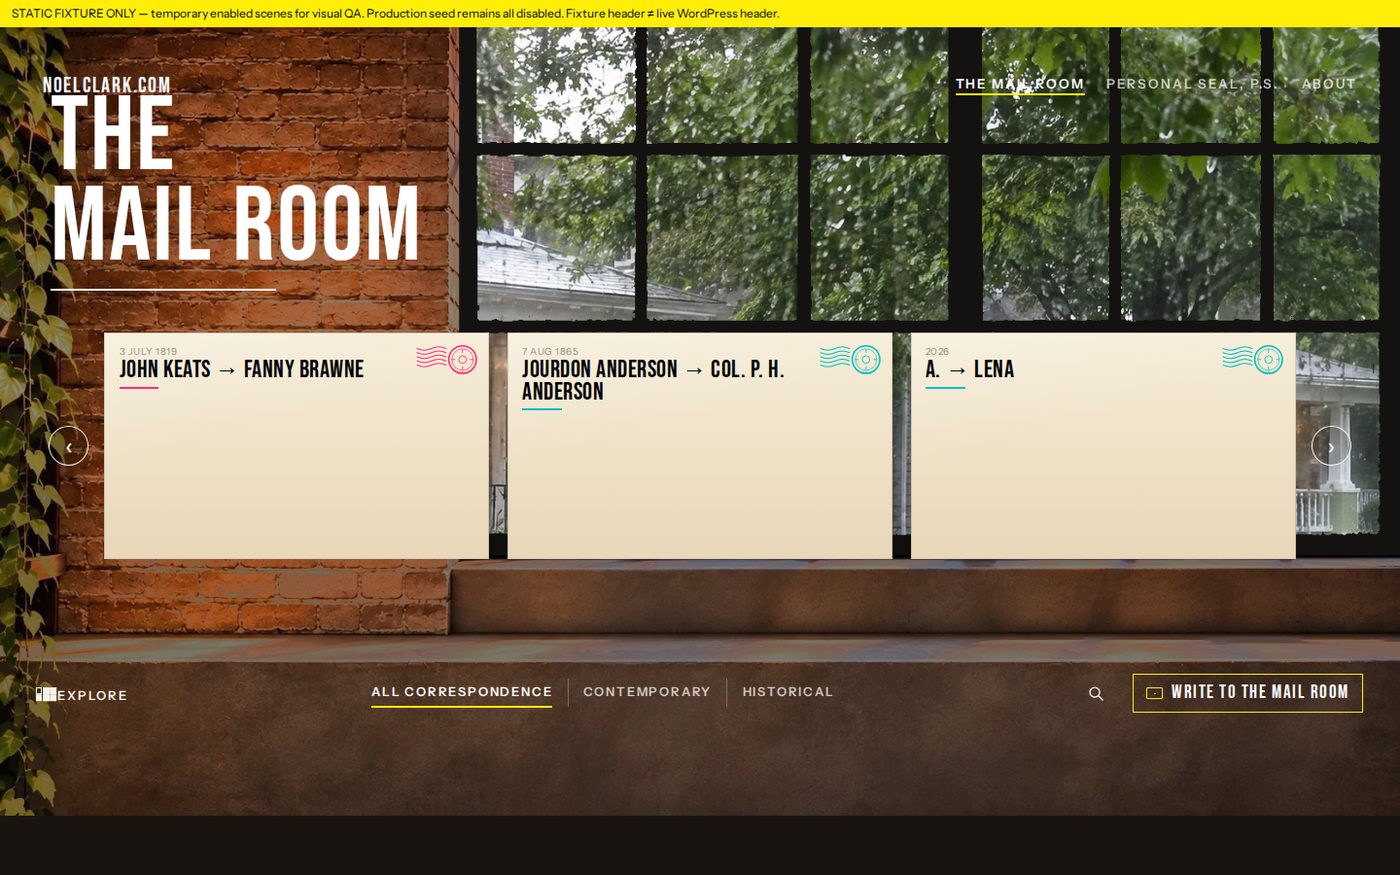 STATIC FIXTURE ONLY — temporary enabled scenes for visual QA. Production seed remains all disabled. Fixture header ≠ live WordPress header.
NOELCLARK.COM
THE MAIL ROOM
PERSONAL SEAL, P.S.
ABOUT
THE
MAIL ROOM
3 JULY 1819
JOHN KEATS → FANNY BRAWNE
7 AUG 1865
JOURDON ANDERSON → COL. P. H.
ANDERSON
2026
A. → LENA
‹
›
EXPLORE
ALL CORRESPONDENCE
CONTEMPORARY
HISTORICAL
WRITE TO THE MAIL ROOM